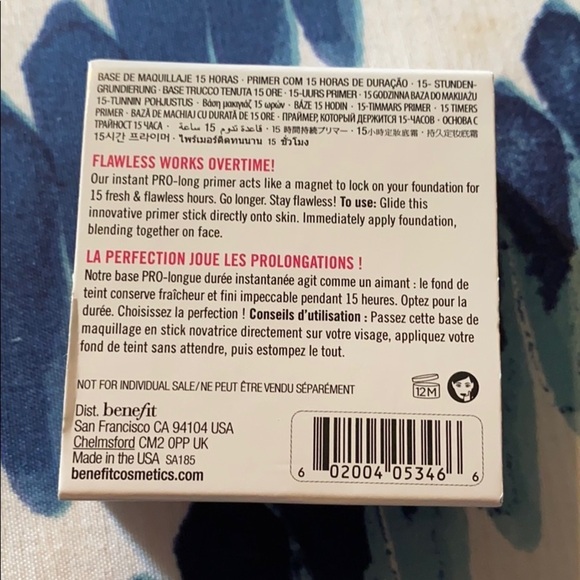 BASE DE MAQUILLAJE 15 HORAS · PRIMER COM 15 HORAS DE DURAÇÃO · 15- STUNDEN-
GRUNDIERUNG · BASE TRUCCO TENUTA 15 ORE · 15-UURS PRIMER · 15 GODZINNA BAZA DO MAKIJAŻU
15-TUNNIN POHJUSTUS · Βάση μακιγιάζ 15 ωρών · BÁZE 15 HODIN · 15-TIMMARS PRIMER · 15 TIMERS
PRIMER · BAZĂ DE MACHIAJ CU DURATĂ DE 15 ORE · ПРАЙМЕР, КОТОРЫЙ ДЕРЖИТСЯ 15-ЧАСОВ · ОСНОВА С
ТРАЙНОСТ 15 ЧАСА · قاعدة تدوم 15 ساعة · 15 時間持続プリマー · 15小時定妝底霜 · 持久定妆底霜
15시간 프라이머 · ไพร์เมอร์ติดทนนาน 15 ชั่วโมง
FLAWLESS WORKS OVERTIME!
Our instant PRO-long primer acts like a magnet to lock on your foundation for
15 fresh & flawless hours. Go longer. Stay flawless! To use: Glide this
innovative primer stick directly onto skin. Immediately apply foundation,
blending together on face.
LA PERFECTION JOUE LES PROLONGATIONS !
Notre base PRO-longue durée instantanée agit comme un aimant : le fond de
teint conserve fraîcheur et fini impeccable pendant 15 heures. Optez pour la
durée. Choisissez la perfection ! Conseils d'utilisation : Passez cette base de
maquillage en stick novatrice directement sur votre visage, appliquez votre
fond de teint sans attendre, puis estompez le tout.
NOT FOR INDIVIDUAL SALE/NE PEUT ÊTRE VENDU SÉPARÉMENT
12M
Dist. benefit
San Francisco CA 94104 USA
Chelmsford CM2 0PP UK
Made in the USA SA185
benefitcosmetics.com
6 02004 05346 6